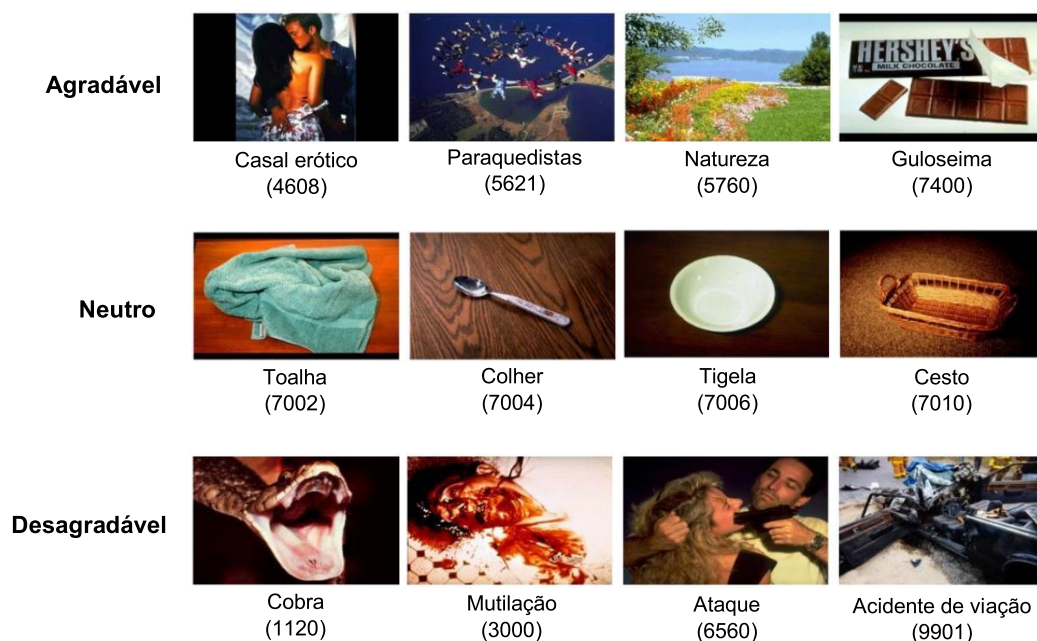 Agradável
HERSHEY'S
MILK CHOCOLATE
Casal erótico
(4608)
Paraquedistas
(5621)
Natureza
(5760)
Guloseima
(7400)
Neutro
Toalha
(7002)
Colher
(7004)
Tigela
(7006)
Cesto
(7010)
Desagradável
Cobra
(1120)
Mutilação
(3000)
Ataque
(6560)
Acidente de viação
(9901)